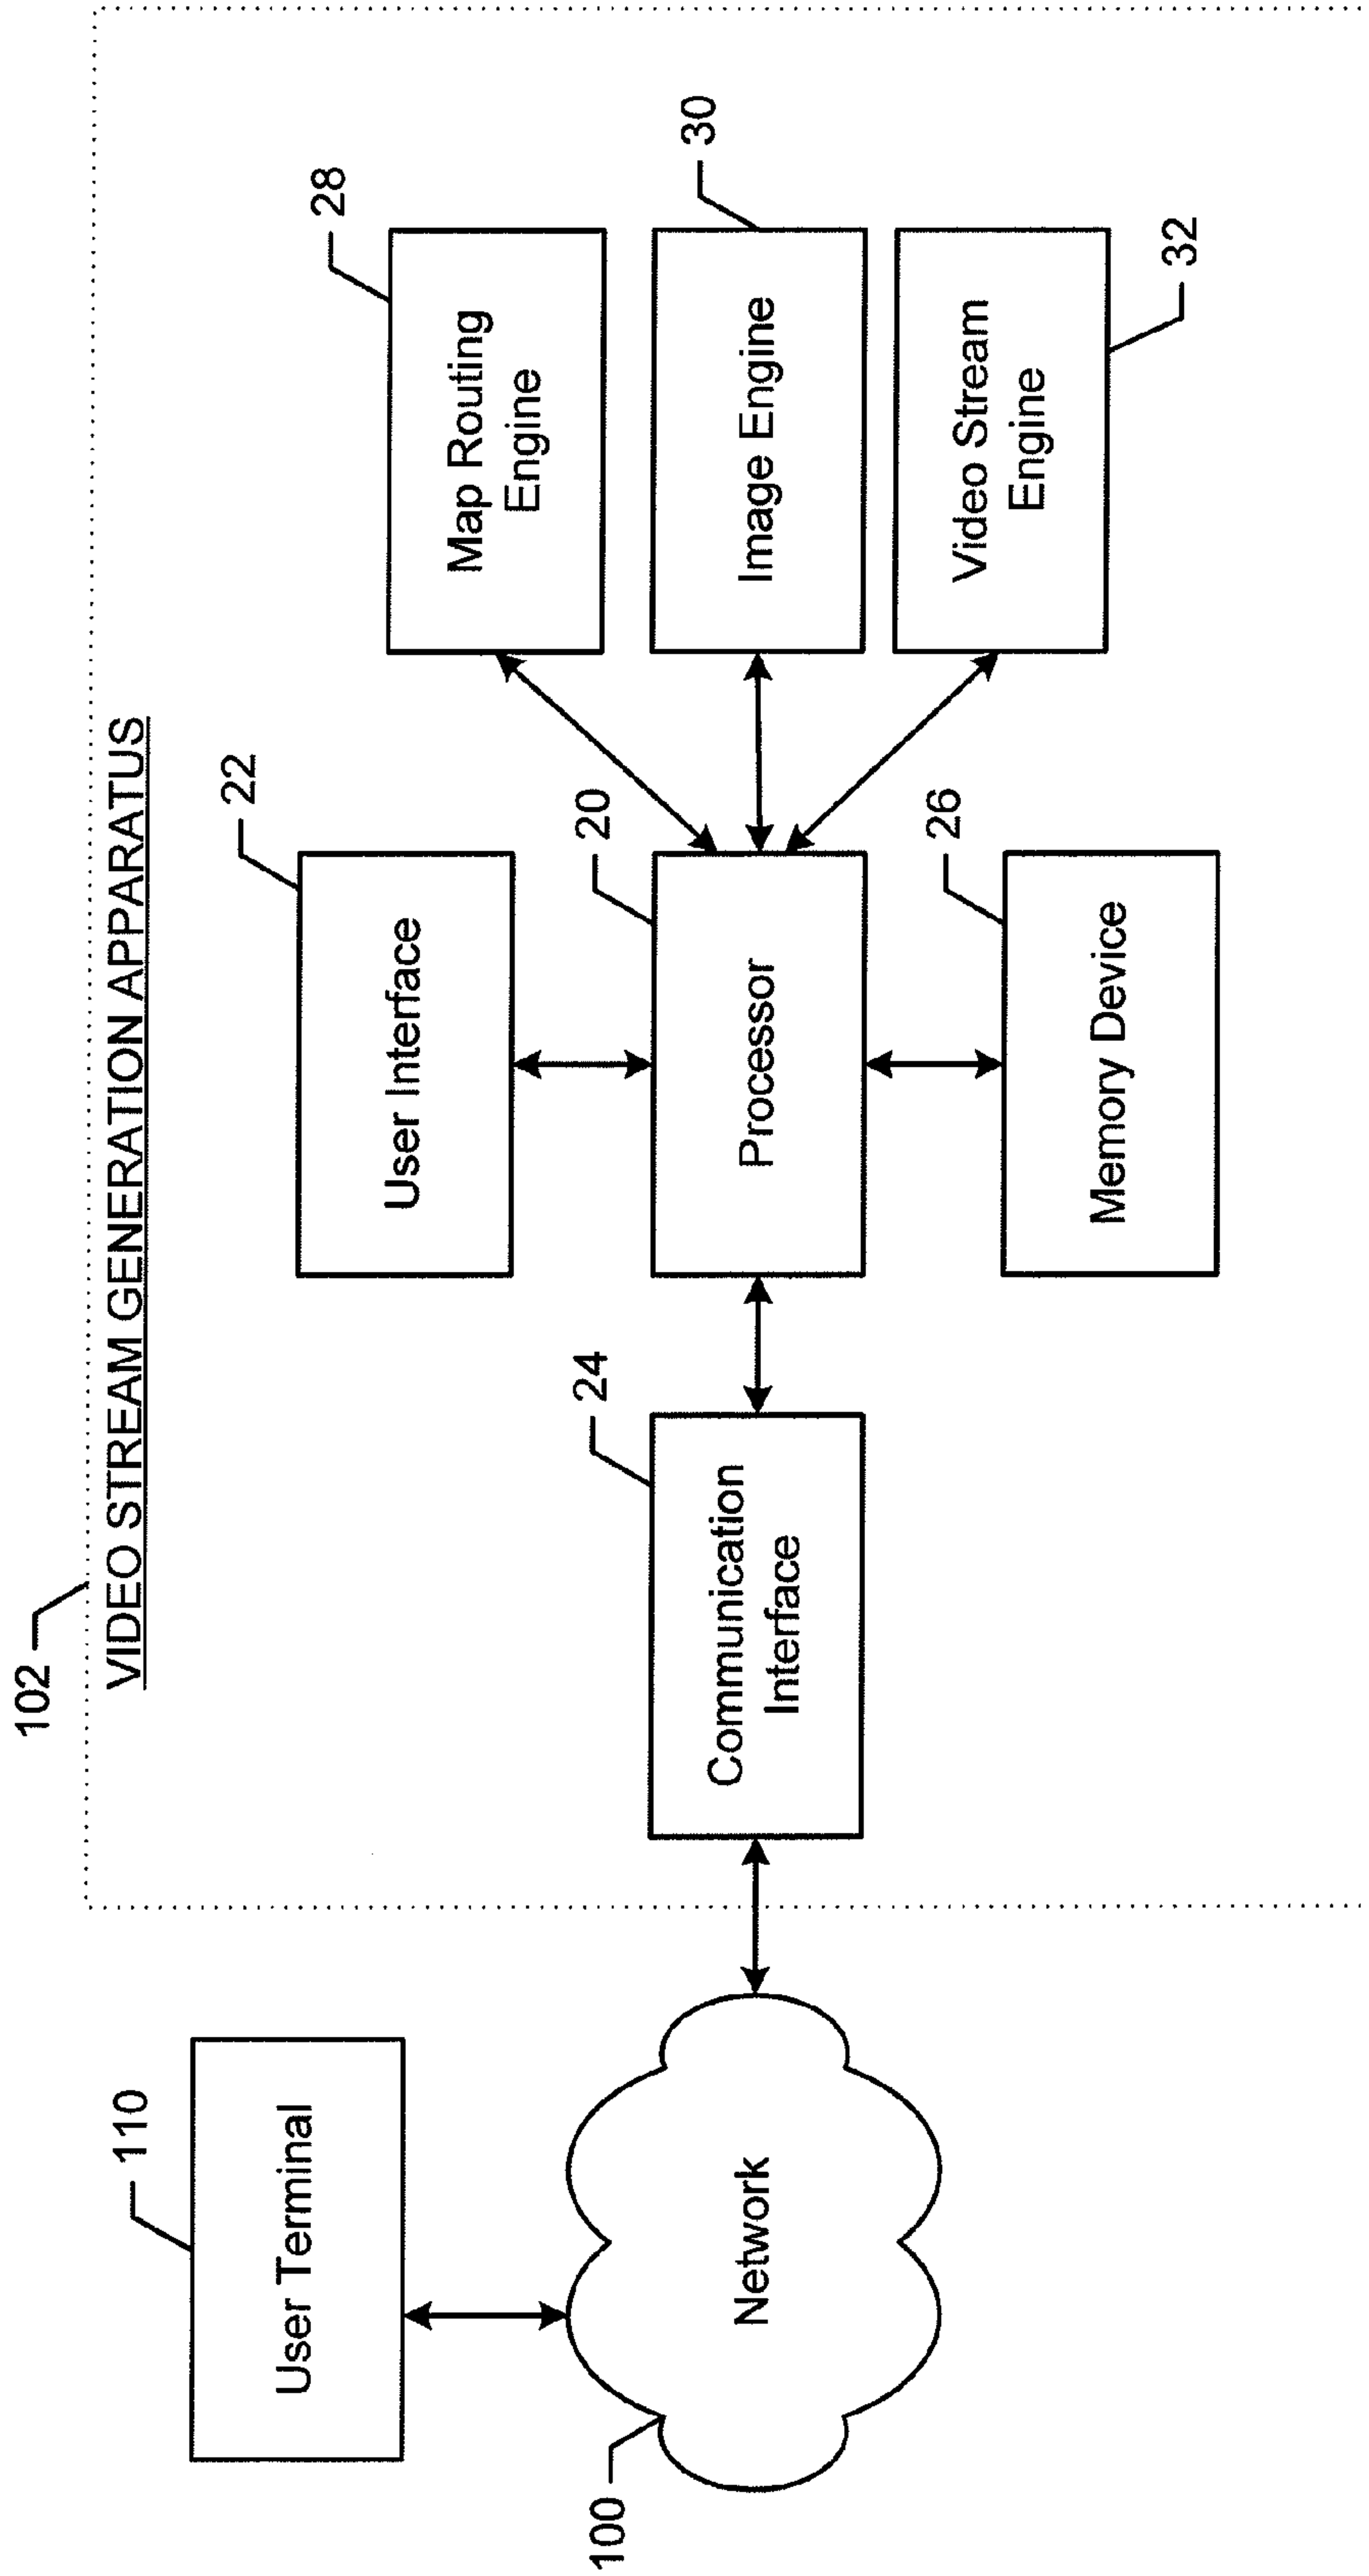 102
VIDEO STREAM GENERATION APPARATUS
110
User Terminal
100
Network
24
Communication
Interface
22
User Interface
20
Processor
26
Memory Device
28
Map Routing
Engine
30
Image Engine
Video Stream
Engine
32